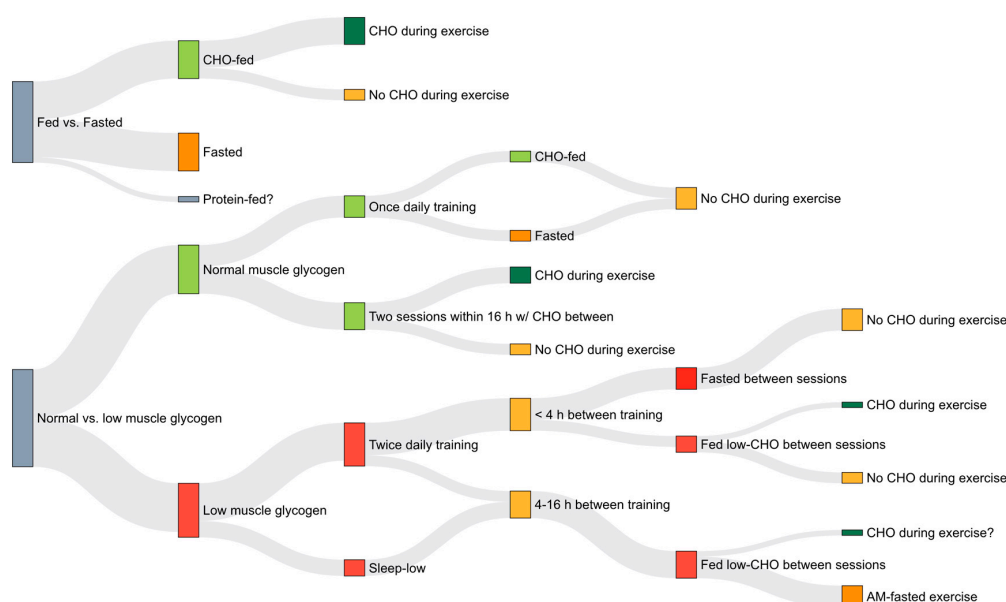 CHO during exercise
CHO-fed
No CHO during exercise
Fed vs. Fasted
Fasted
CHO-fed
Protein-fed?
No CHO during exercise
Once daily training
Fasted
Normal muscle glycogen
CHO during exercise
Two sessions within 16 h w/ CHO between
No CHO during exercise
No CHO during exercise
Fasted between sessions
CHO during exercise
Normal vs. low muscle glycogen
< 4 h between training
Twice daily training
Fed low-CHO between sessions
No CHO during exercise
4-16 h between training
Low muscle glycogen
CHO during exercise?
Sleep-low
Fed low-CHO between sessions
AM-fasted exercise